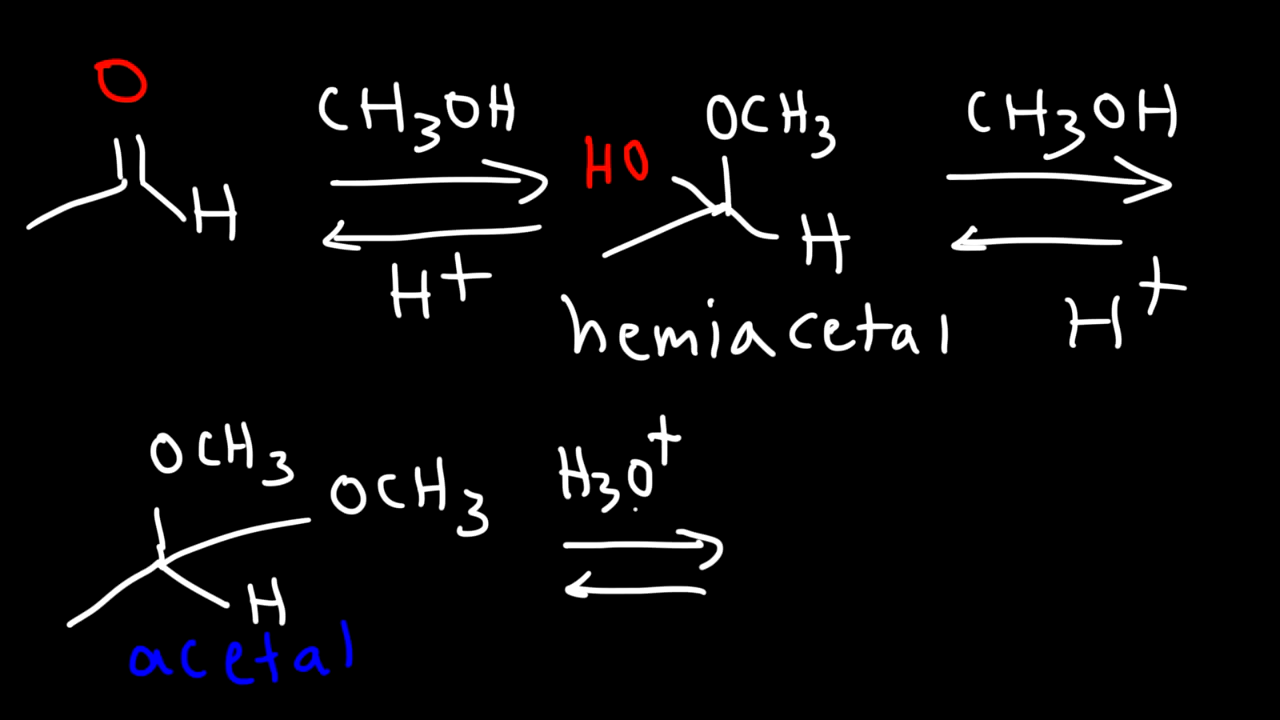 O
H
CH3OH
H+
HO
OCH3
H
hemiacetal
CH3OH
H+
OCH3
OCH3
H
acetal
H3O+